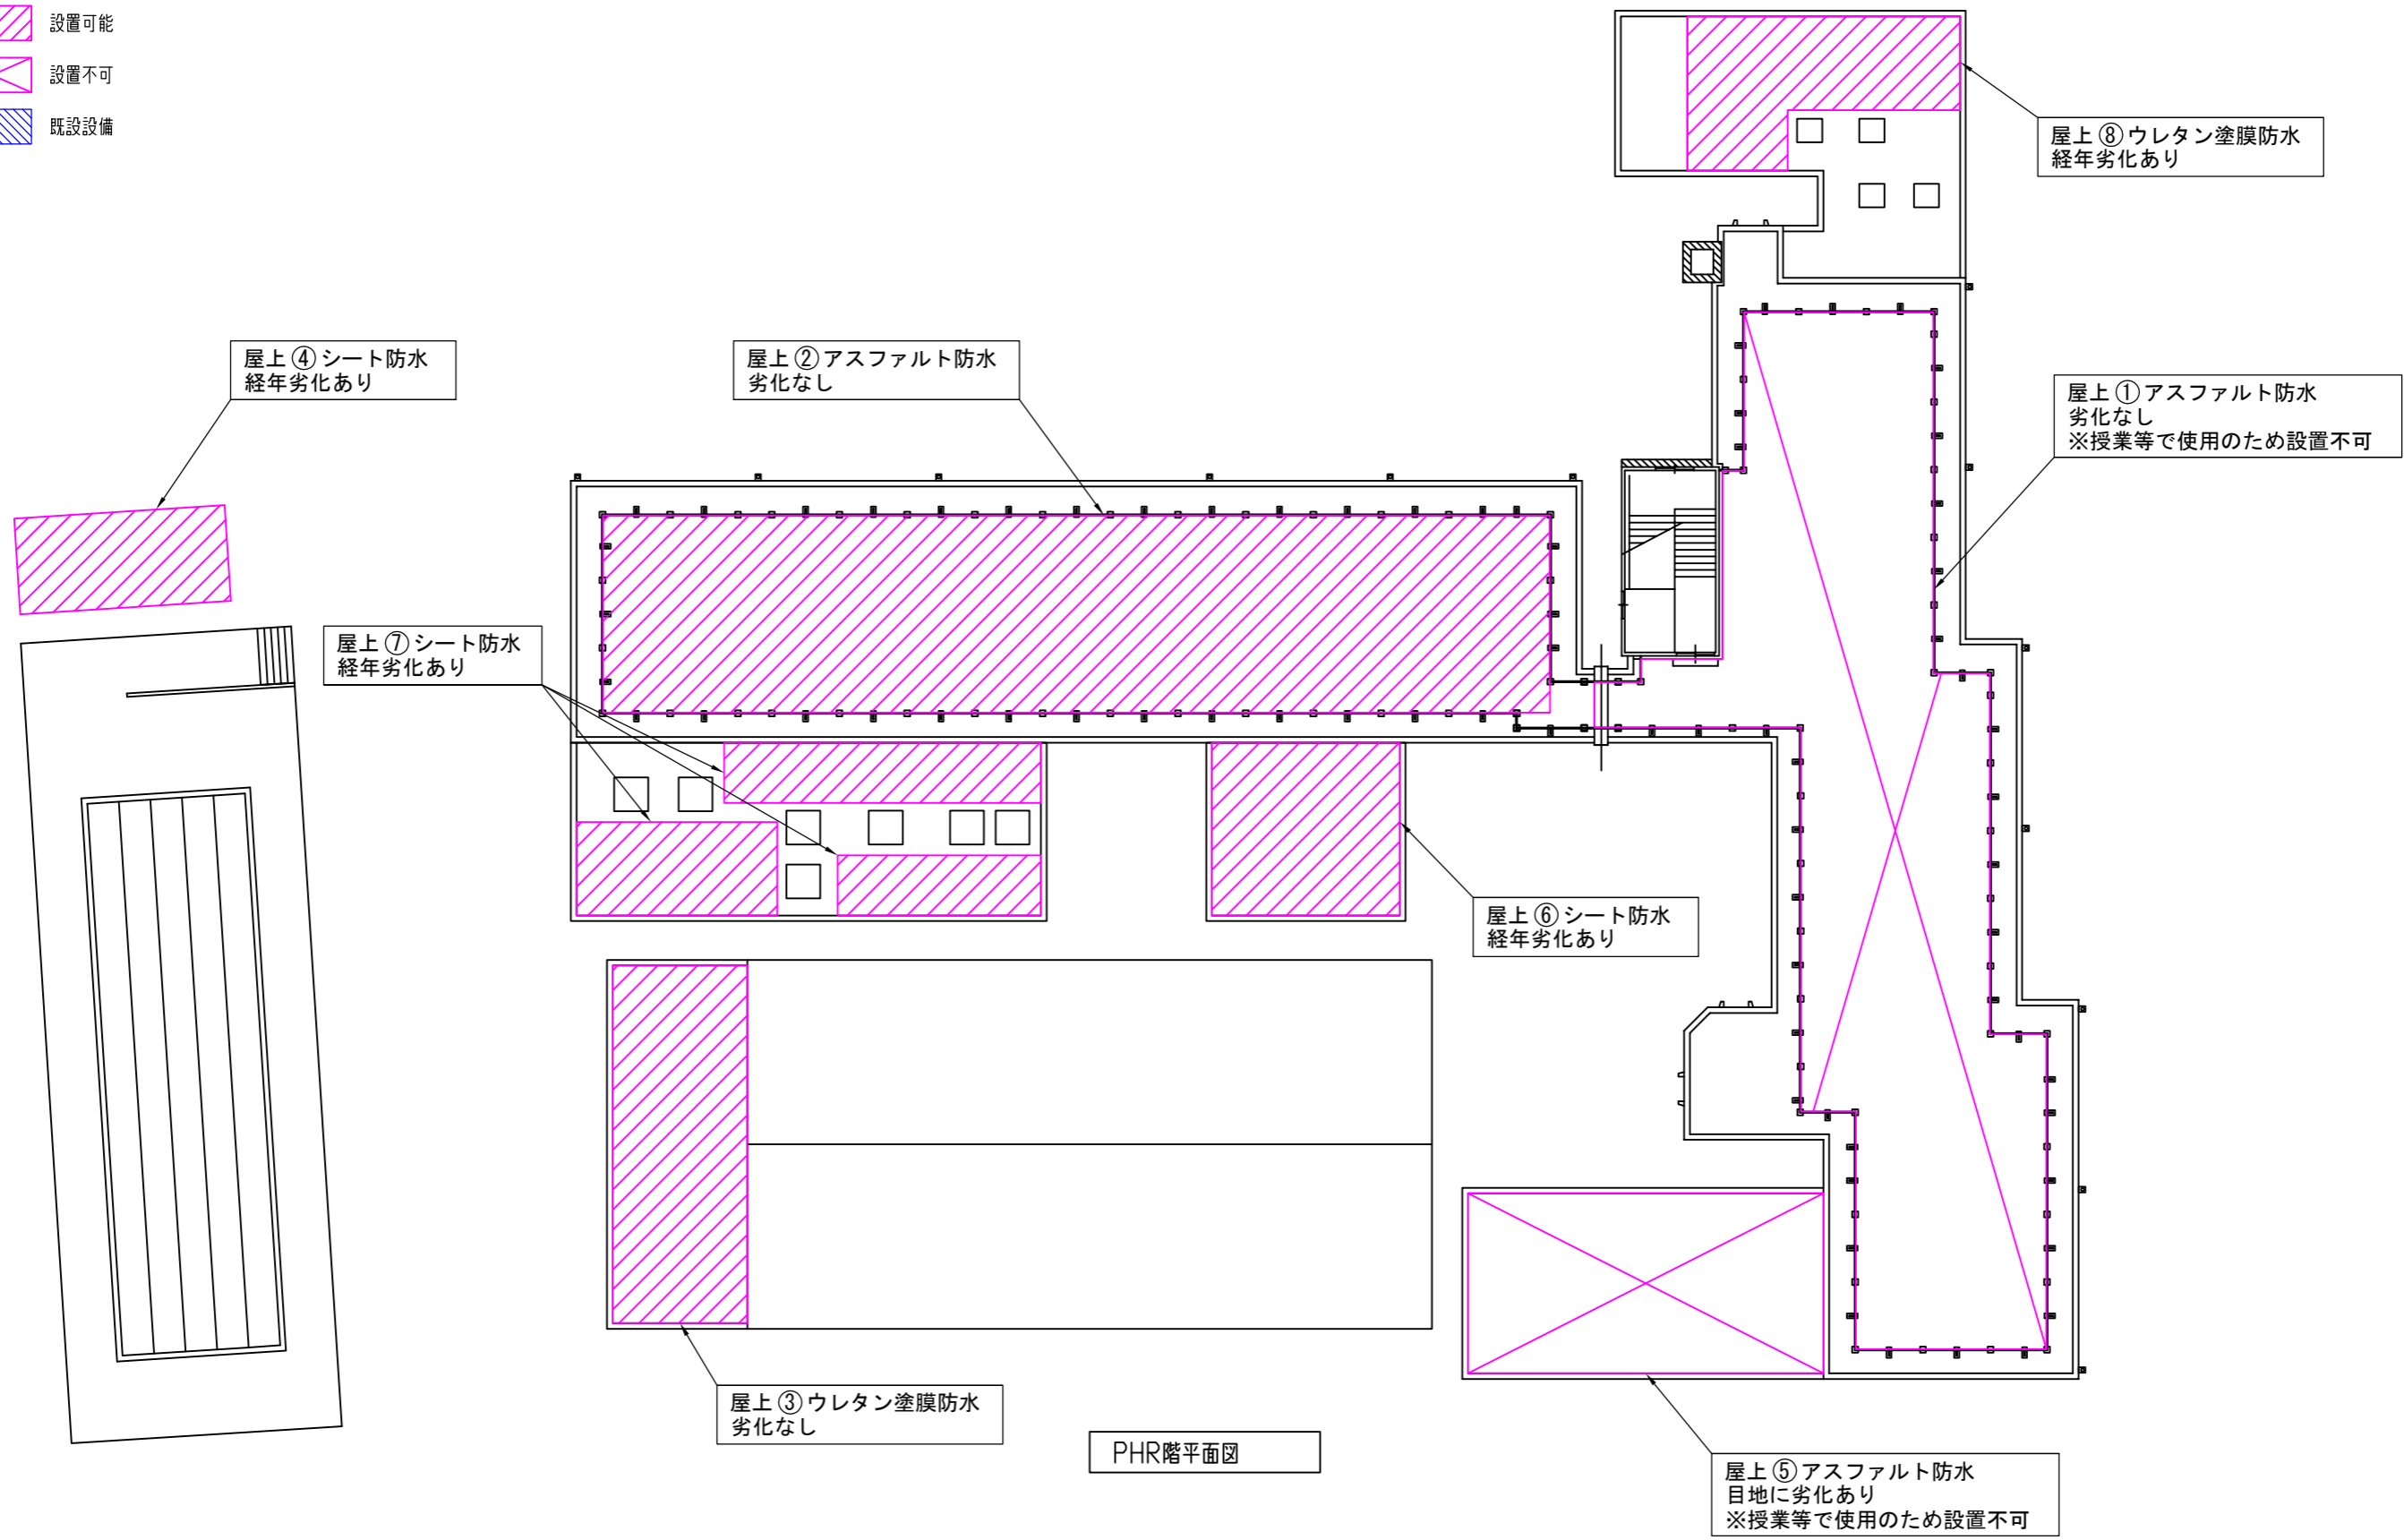 設置可能
設置不可
既設設備
屋上⑧ウレタン塗膜防水
経年劣化あり
屋上④シート防水
経年劣化あり
屋上②アスファルト防水
劣化なし
屋上①アスファルト防水
劣化なし
※授業等で使用のため設置不可
屋上⑦シート防水
経年劣化あり
屋上⑥シート防水
経年劣化あり
屋上③ウレタン塗膜防水
劣化なし
PHR階平面図
屋上⑤アスファルト防水
目地に劣化あり
※授業等で使用のため設置不可